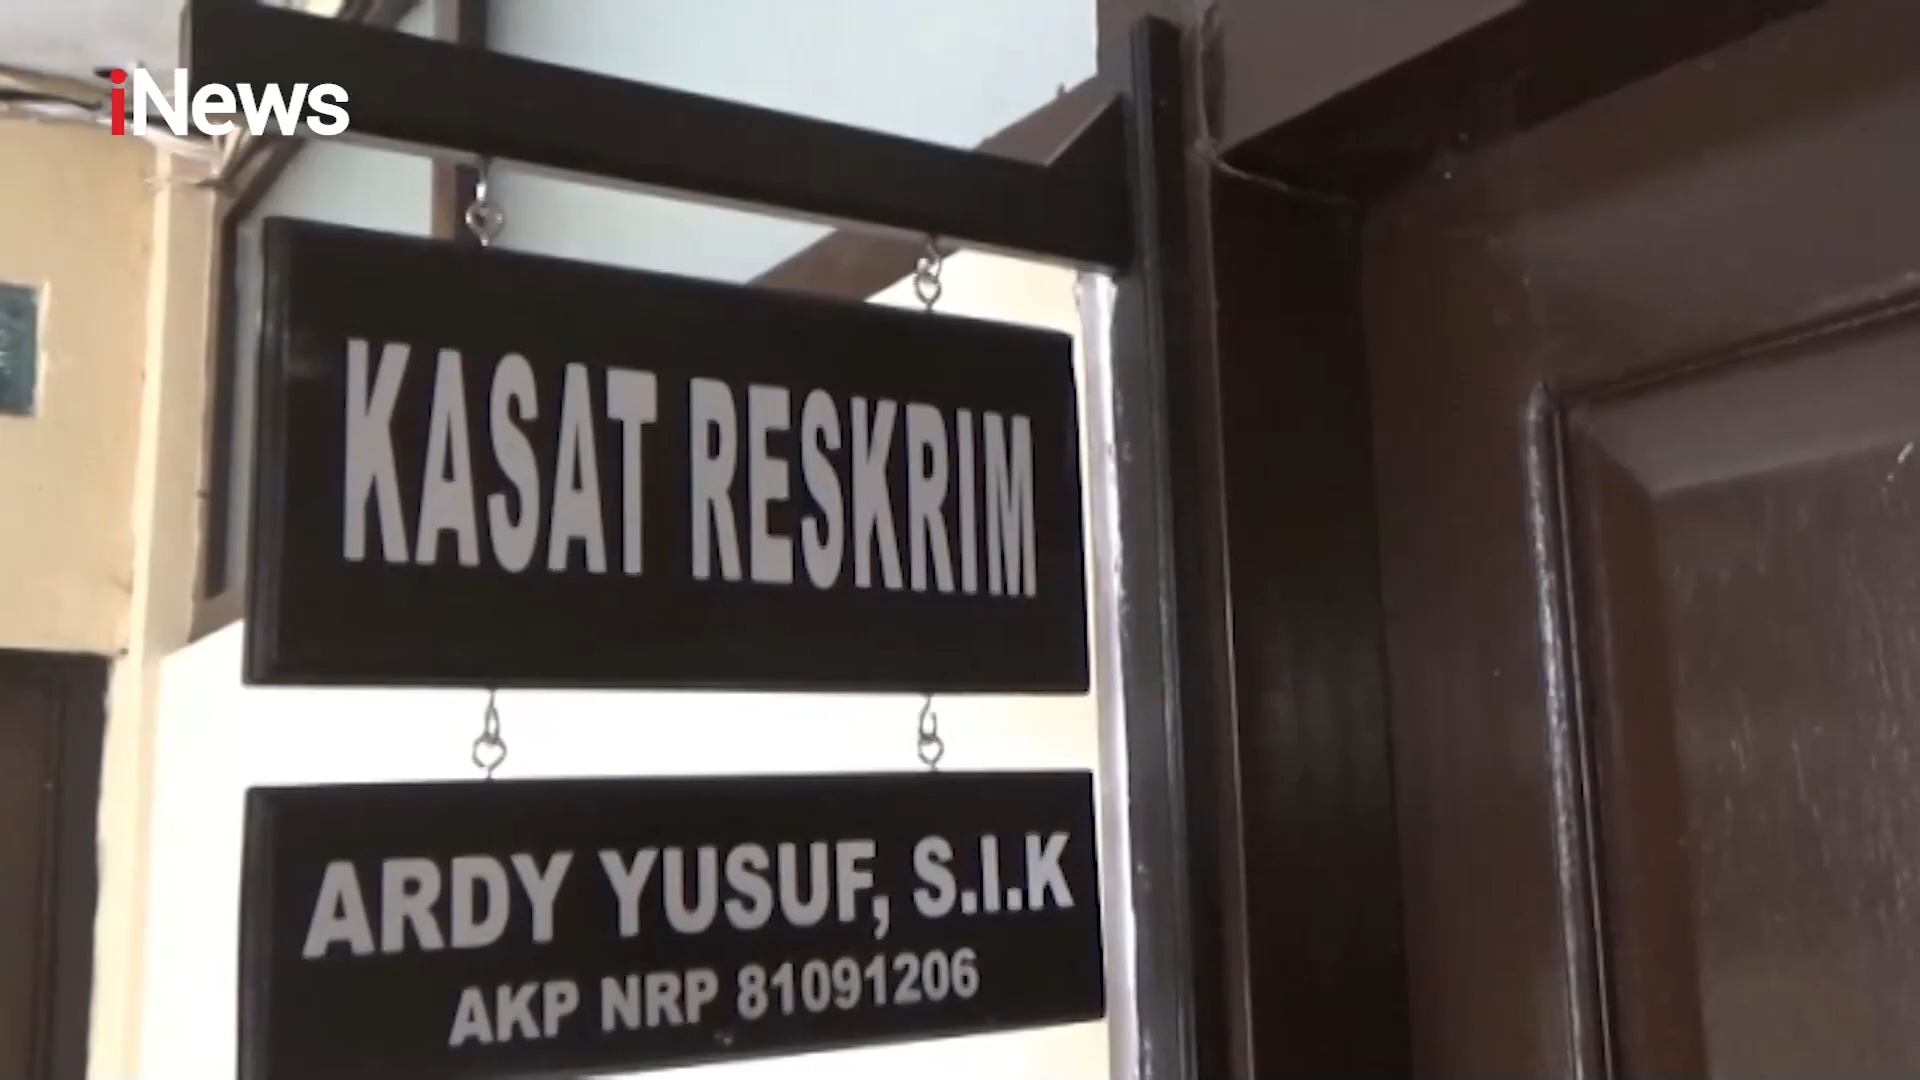 iNews
KASAT RESKRIM
ARDY YUSUF, S.I.K
AKP NRP 81091206